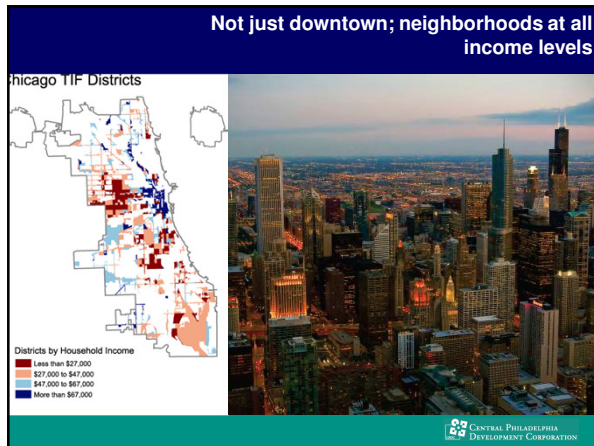 Not just downtown; neighborhoods at all
income levels
Chicago TIF Districts
Districts by Household Income
Less than $27,000
$27,000 to $47,000
$47,000 to $67,000
More than $67,000
CENTRAL PHILADELPHIA
DEVELOPMENT CORPORATION